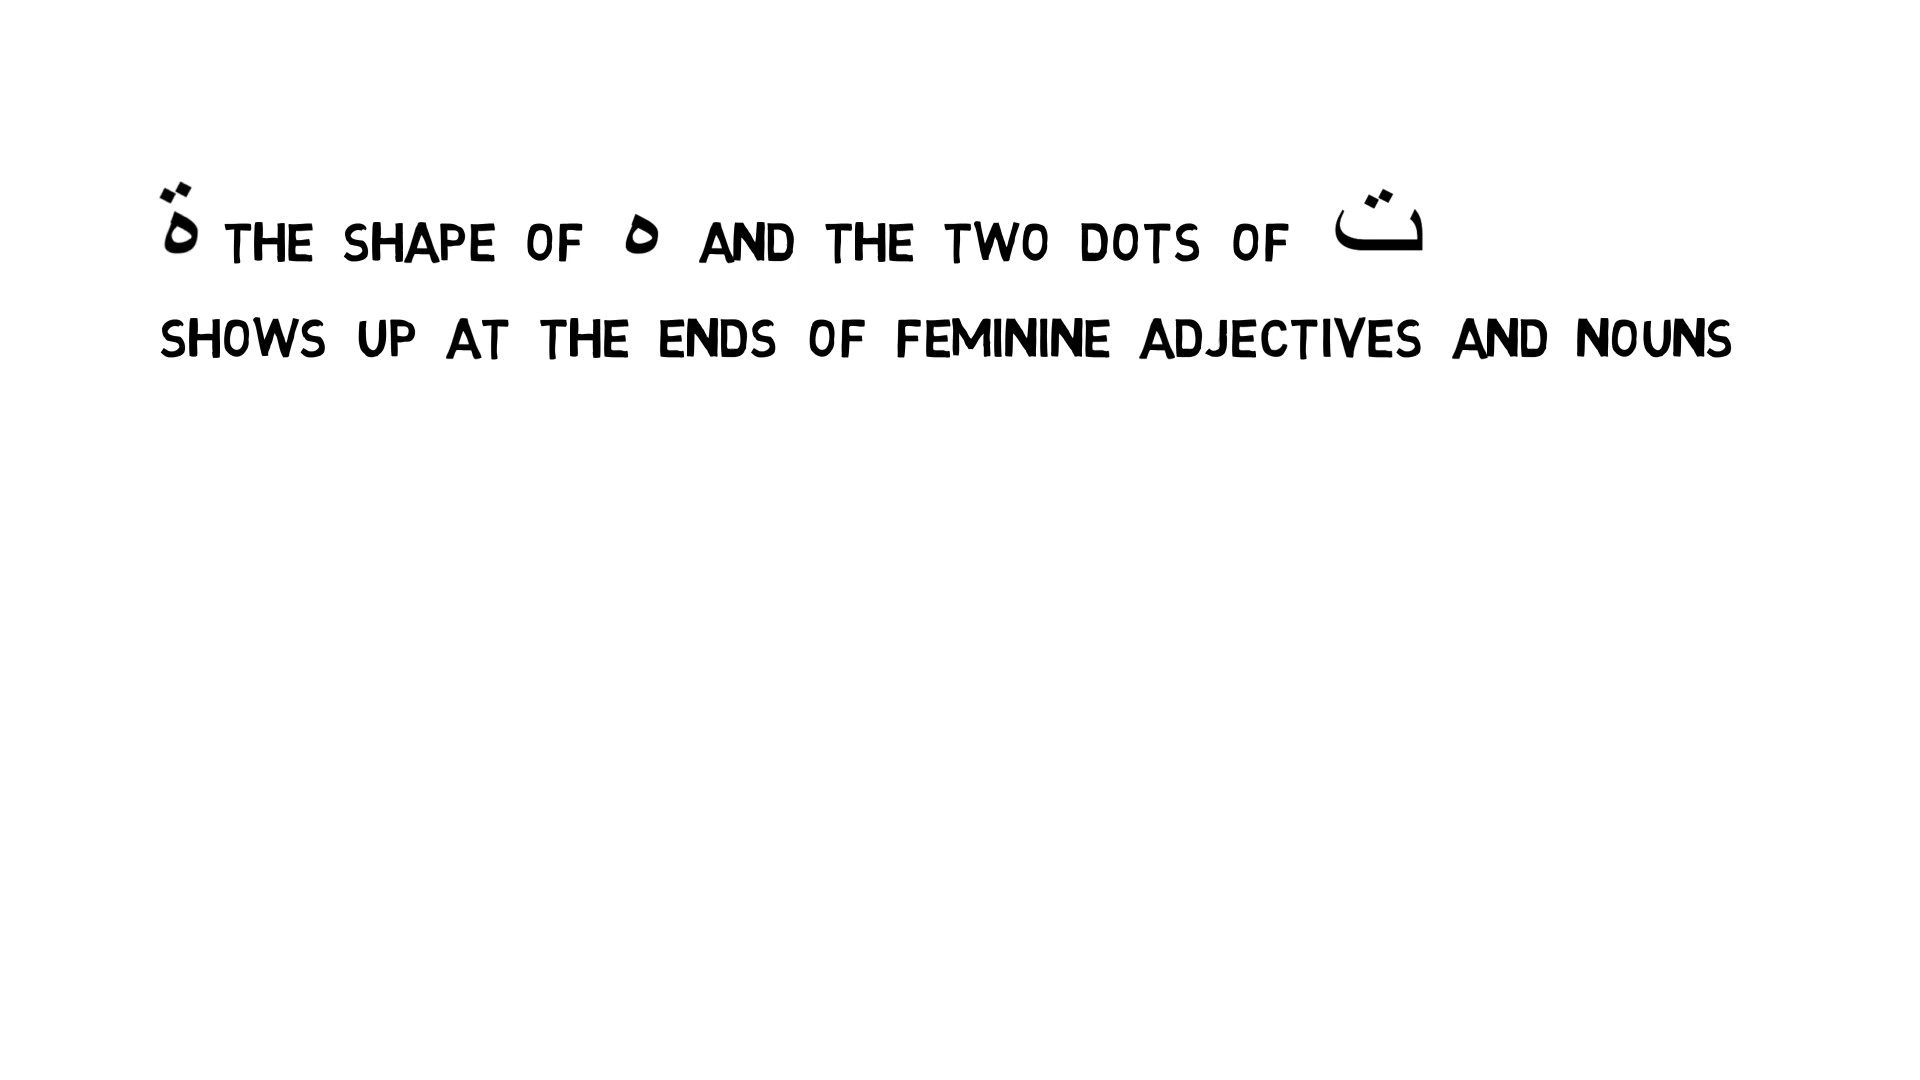 ة THE SHAPE OF ه AND THE TWO DOTS OF ت
SHOWS UP AT THE ENDS OF FEMININE ADJECTIVES AND NOUNS